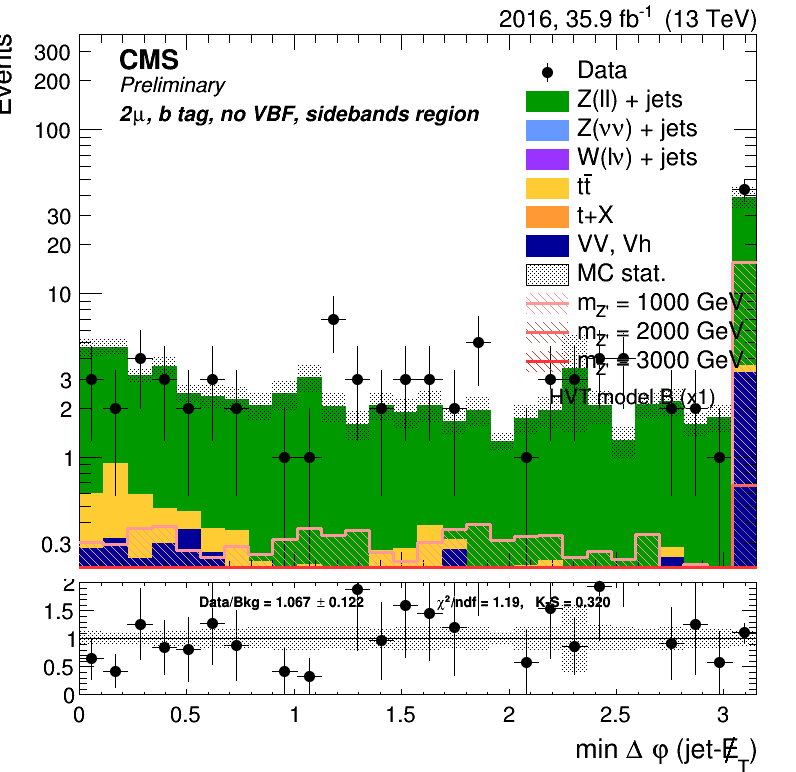 2016, 35.9 fb⁻¹ (13 TeV)
Events
CMS
Preliminary
2μ, b tag, no VBF, sidebands region
Data
Z(ll) + jets
Z(νν) + jets
W(lν) + jets
tt̄
t+X
VV, Vh
MC stat.
m_Z' = 1000 GeV
m_Z' = 2000 GeV
m_Z' = 3000 GeV
HVT model B (x1)
300
200
100
30
20
10
3
2
1
0.3
Data/Bkg = 1.067 ± 0.122 χ²/ndf = 1.19, K-S = 0.320
2
1.5
1
0.5
0
0 0.5 1 1.5 2 2.5 3
min Δ φ (jet-E̸_T)